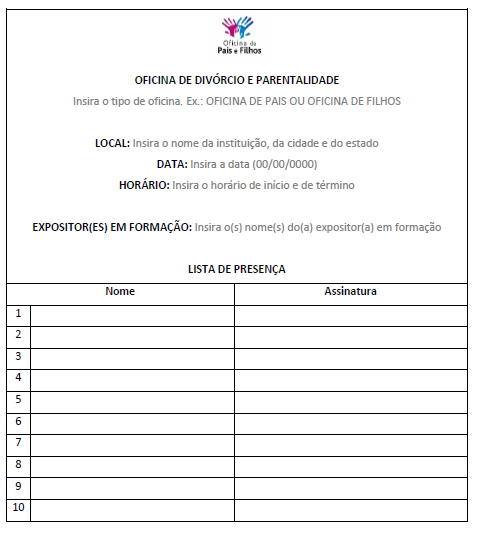 Oficina de
Pais e Filhos
OFICINA DE DIVÓRCIO E PARENTALIDADE
Insira o tipo de oficina. Ex.: OFICINA DE PAIS OU OFICINA DE FILHOS
LOCAL: Insira o nome da instituição, da cidade e do estado
DATA: Insira a data (00/00/0000)
HORÁRIO: Insira o horário de início e de término
EXPOSITOR(ES) EM FORMAÇÃO: Insira o(s) nome(s) do(a) expositor(a) em formação
LISTA DE PRESENÇA
Nome Assinatura
1
2
3
4
5
6
7
8
9
10